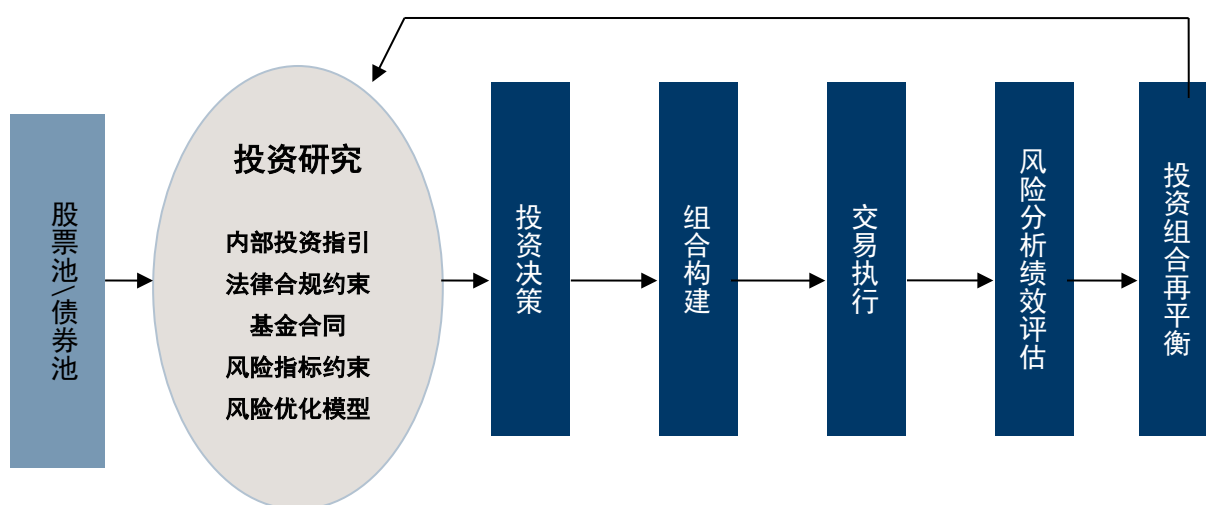 股票池/债券池
投资研究
内部投资指引
法律合规约束
基金合同
风险指标约束
风险优化模型
投资决策
组合构建
交易执行
风险分析绩效评估
投资组合再平衡